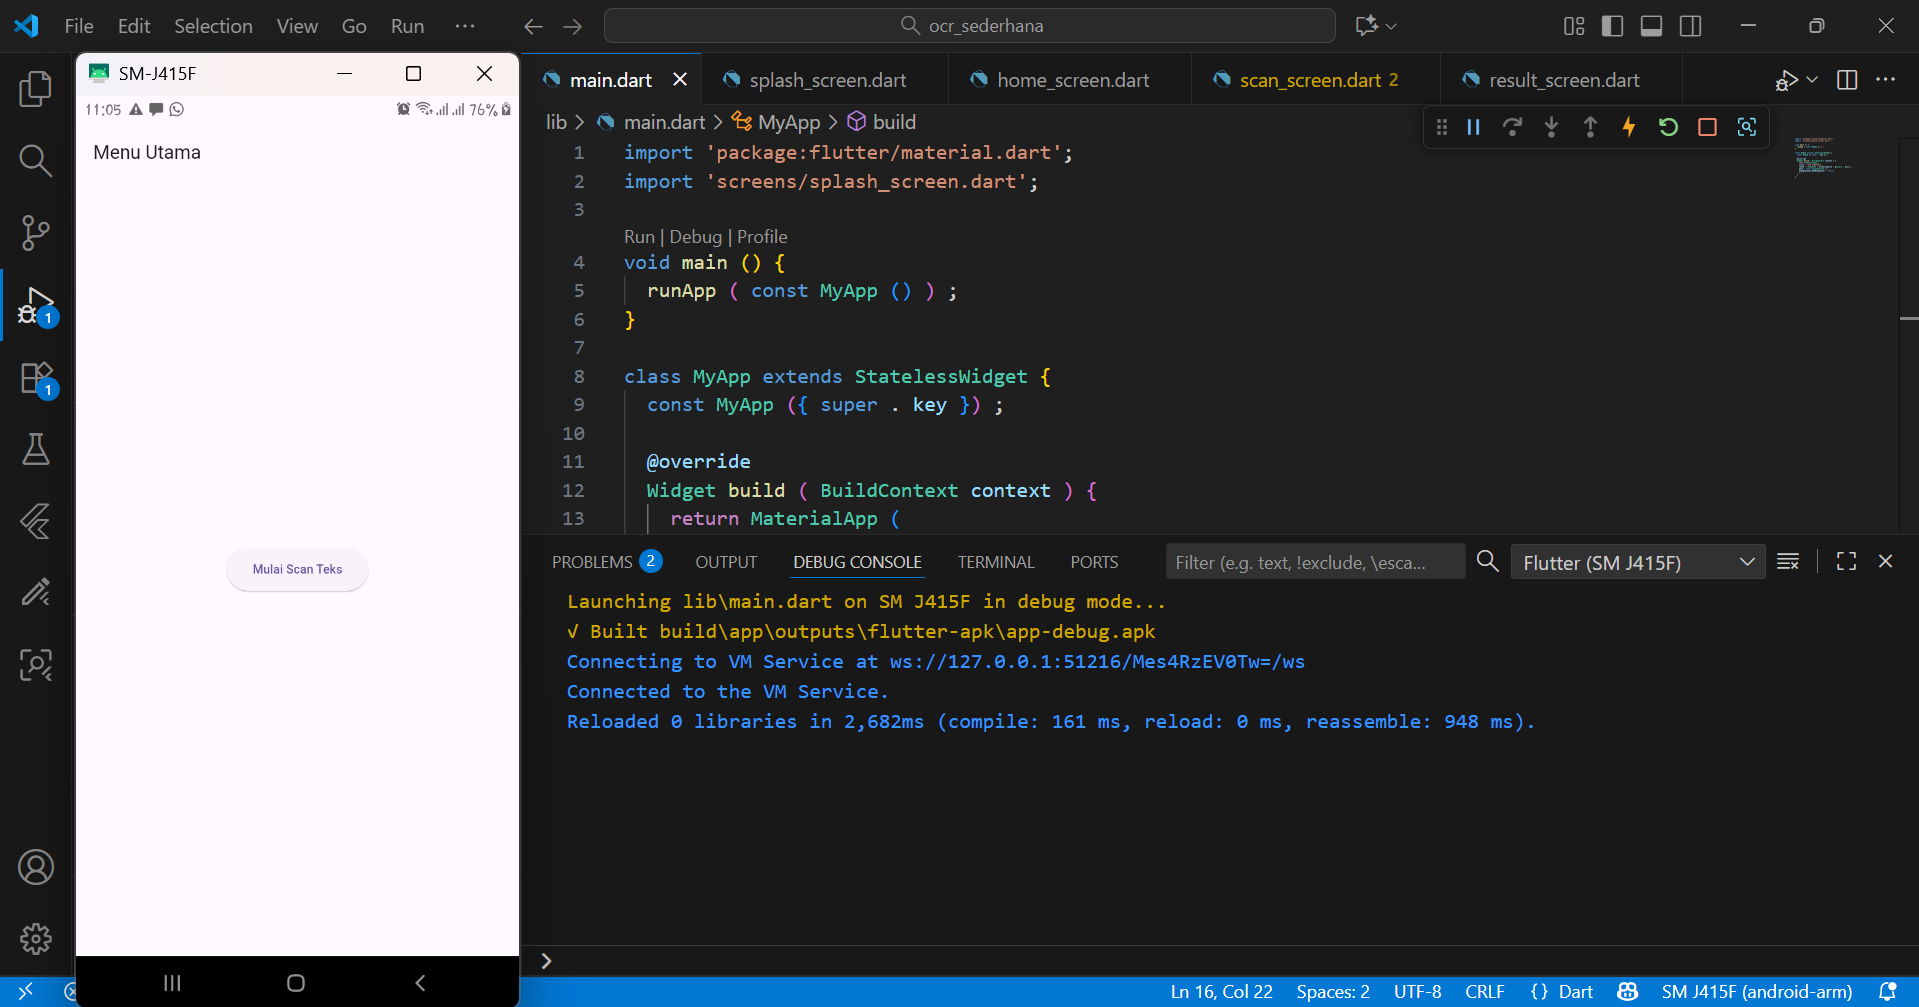 File Edit Selection View Go Run ···
ocr_sederhana
SM-J415F
11:05
76%
Menu Utama
Mulai Scan Teks
main.dart splash_screen.dart home_screen.dart scan_screen.dart 2 result_screen.dart
lib > main.dart > MyApp > build
1 import 'package:flutter/material.dart';
2 import 'screens/splash_screen.dart';
3
Run | Debug | Profile
4 void main () {
5 runApp ( const MyApp () ) ;
6 }
7
8 class MyApp extends StatelessWidget {
9 const MyApp ({ super . key }) ;
10
11 @override
12 Widget build ( BuildContext context ) {
13 return MaterialApp (
1
1
PROBLEMS 2 OUTPUT DEBUG CONSOLE TERMINAL PORTS Filter (e.g. text, !exclude, \esca... Flutter (SM J415F)
Launching lib\main.dart on SM J415F in debug mode...
√ Built build\app\outputs\flutter-apk\app-debug.apk
Connecting to VM Service at ws://127.0.0.1:51216/Mes4RzEV0Tw=/ws
Connected to the VM Service.
Reloaded 0 libraries in 2,682ms (compile: 161 ms, reload: 0 ms, reassemble: 948 ms).
>
Ln 16, Col 22 Spaces: 2 UTF-8 CRLF {} Dart SM J415F (android-arm)